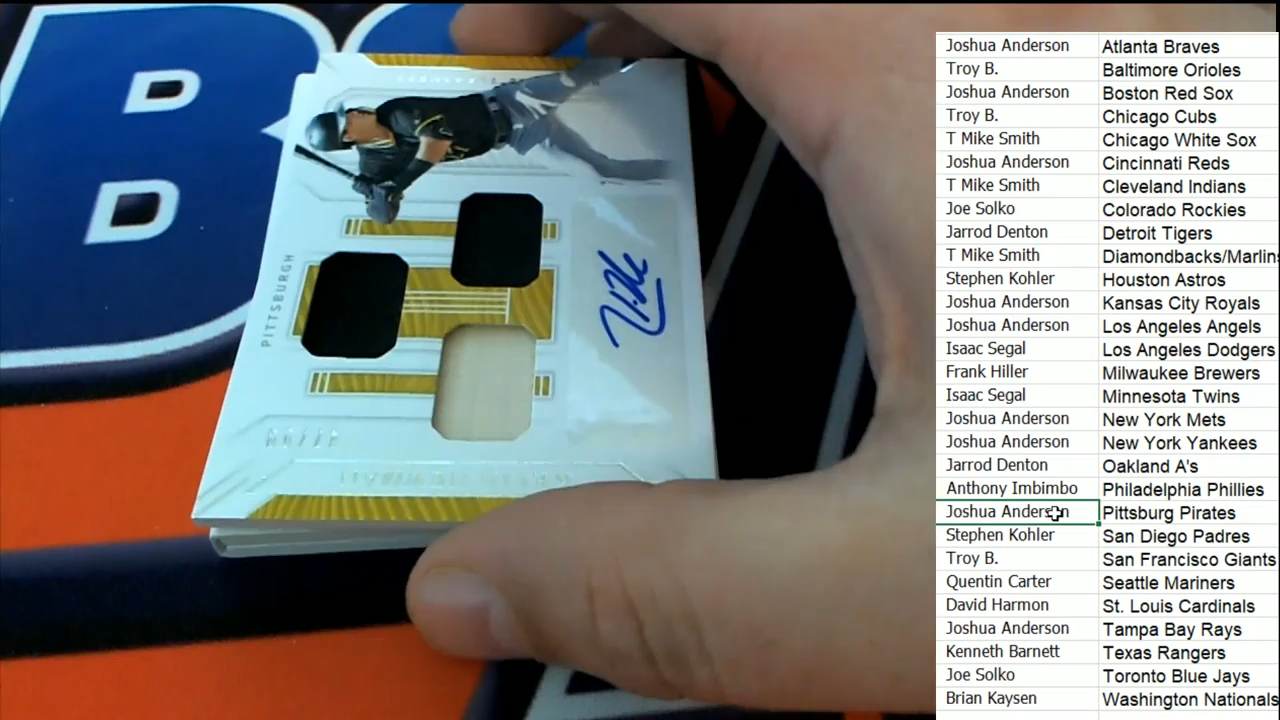 PITTSBURGH
Joshua Anderson Atlanta Braves
Troy B. Baltimore Orioles
Joshua Anderson Boston Red Sox
Troy B. Chicago Cubs
T Mike Smith Chicago White Sox
Joshua Anderson Cincinnati Reds
T Mike Smith Cleveland Indians
Joe Solko Colorado Rockies
Jarrod Denton Detroit Tigers
T Mike Smith Diamondbacks/Marlins
Stephen Kohler Houston Astros
Joshua Anderson Kansas City Royals
Joshua Anderson Los Angeles Angels
Isaac Segal Los Angeles Dodgers
Frank Hiller Milwaukee Brewers
Isaac Segal Minnesota Twins
Joshua Anderson New York Mets
Joshua Anderson New York Yankees
Jarrod Denton Oakland A's
Anthony Imbimbo Philadelphia Phillies
Joshua Anderson Pittsburg Pirates
Stephen Kohler San Diego Padres
Troy B. San Francisco Giants
Quentin Carter Seattle Mariners
David Harmon St. Louis Cardinals
Joshua Anderson Tampa Bay Rays
Kenneth Barnett Texas Rangers
Joe Solko Toronto Blue Jays
Brian Kaysen Washington Nationals